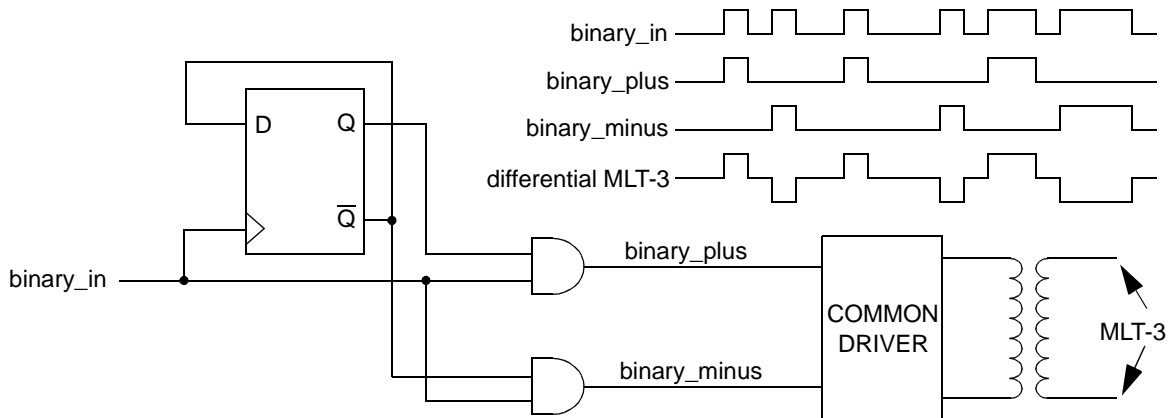 binary_in
binary_plus
binary_minus
differential MLT-3
D
Q
Q̅
binary_in
binary_plus
binary_minus
COMMON
DRIVER
MLT-3